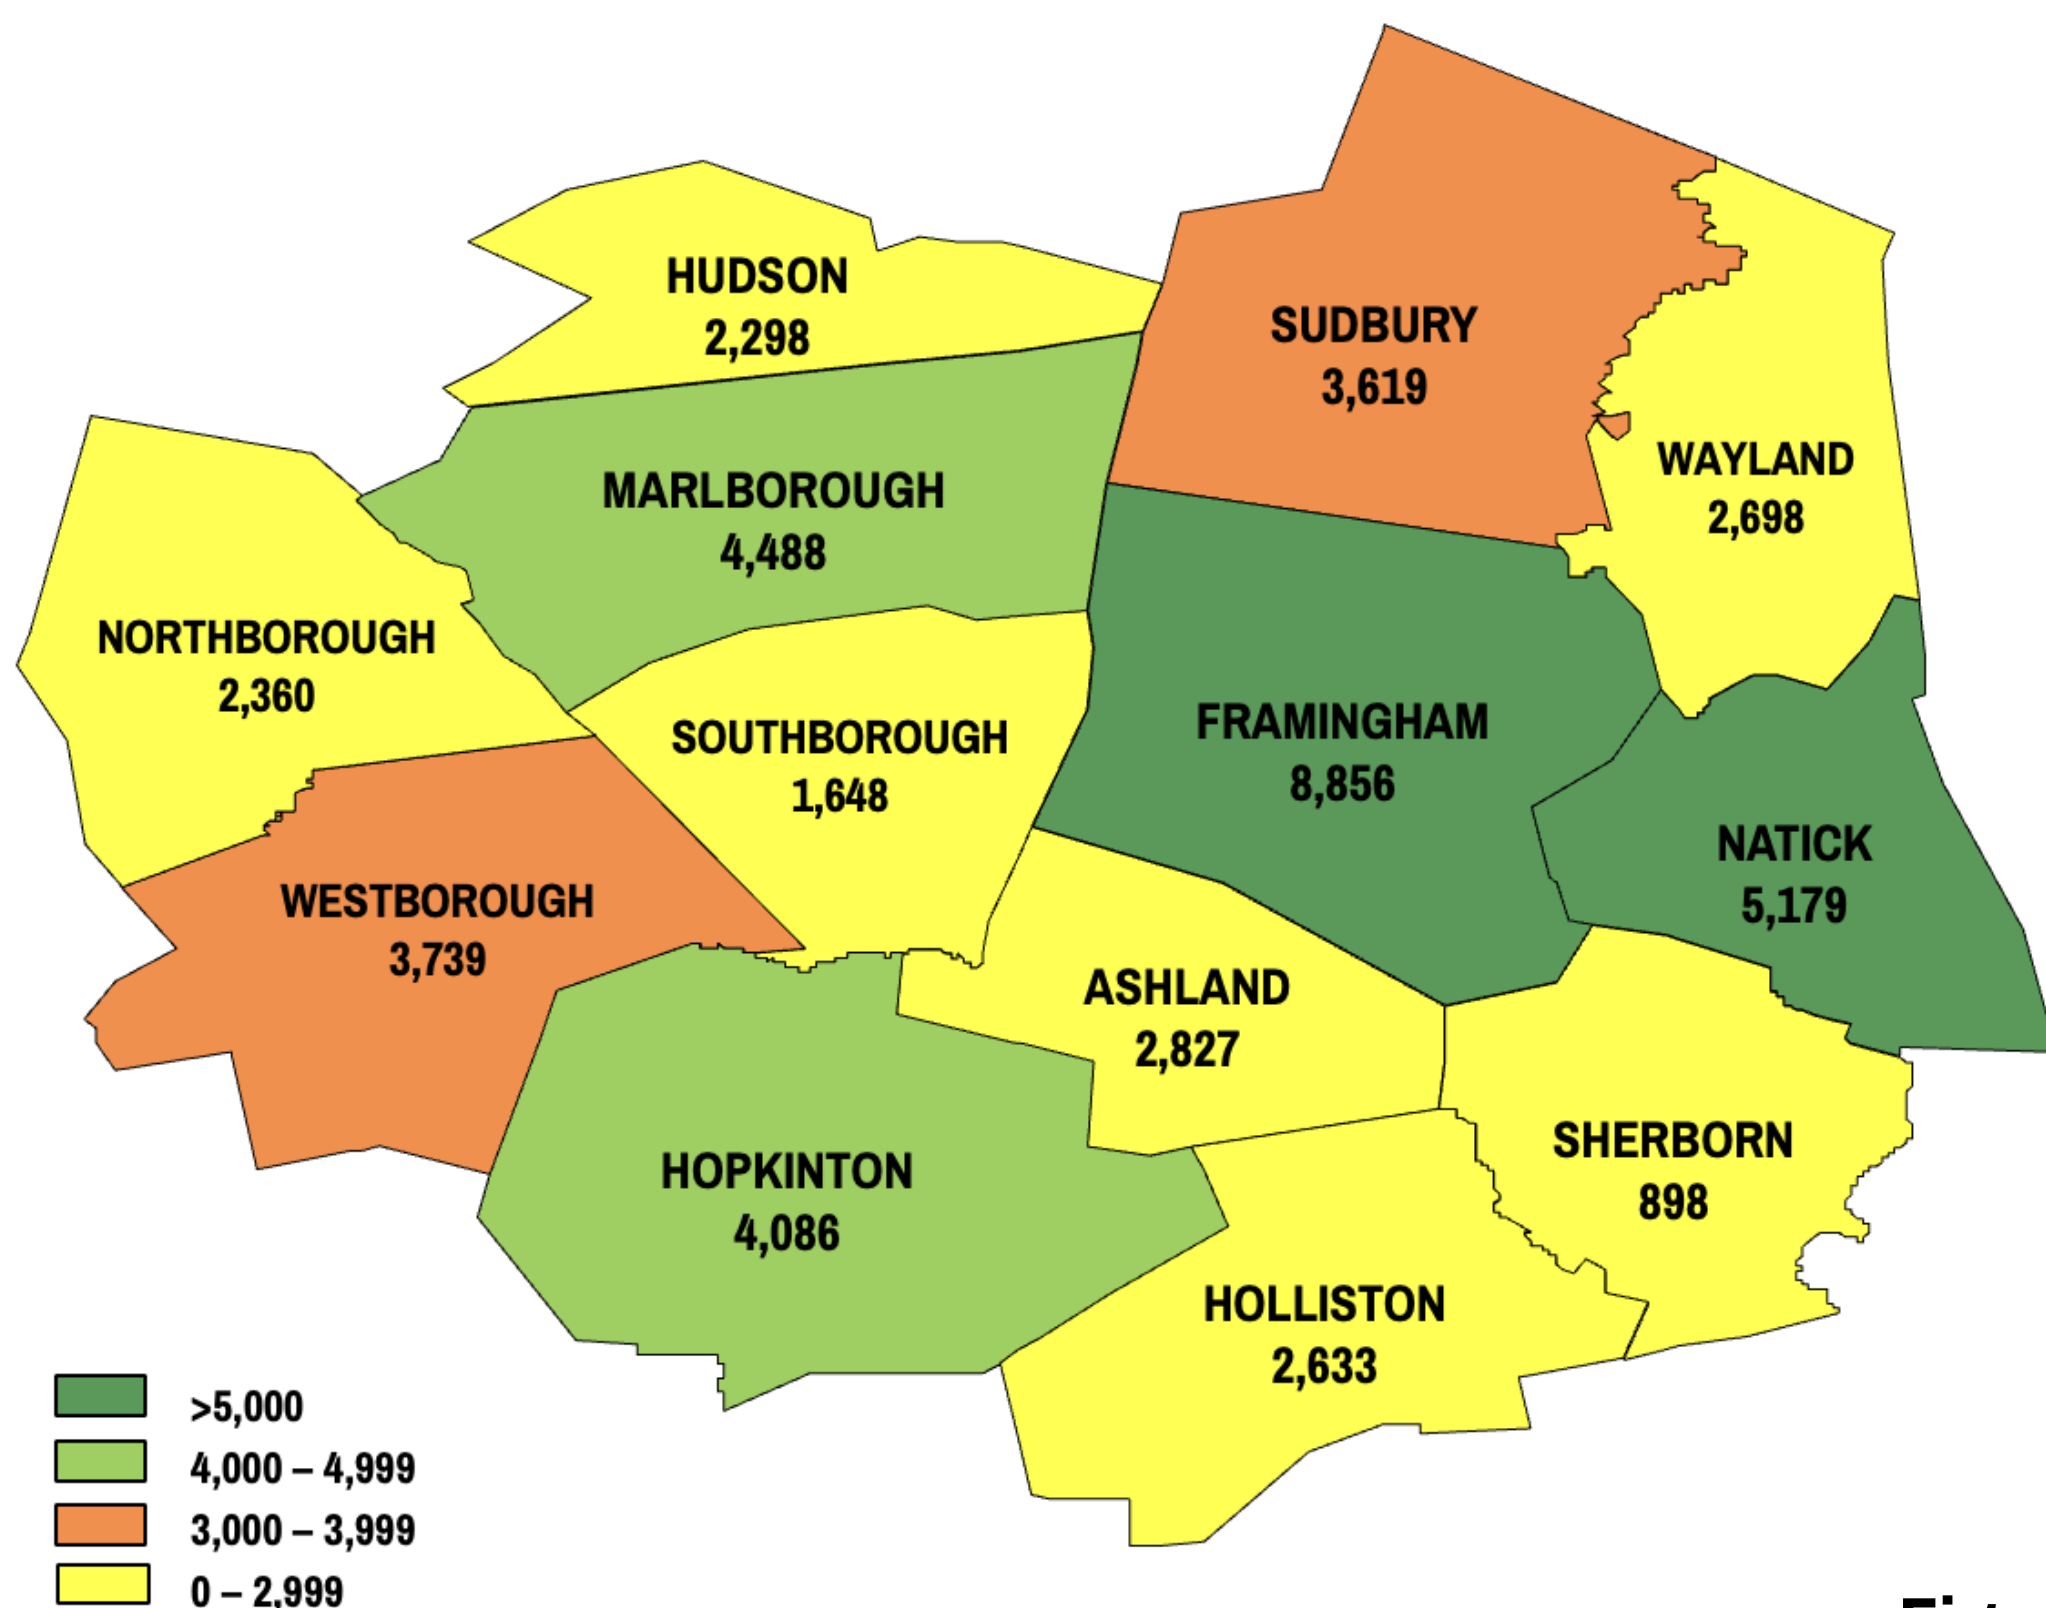 HUDSON
2,298
SUDBURY
3,619
WAYLAND
2,698
MARLBOROUGH
4,488
NORTHBOROUGH
2,360
SOUTHBOROUGH
1,648
FRAMINGHAM
8,856
NATICK
5,179
WESTBOROUGH
3,739
ASHLAND
2,827
SHERBORN
898
HOPKINTON
4,086
HOLLISTON
2,633
>5,000
4,000 – 4,999
3,000 – 3,999
0 – 2,999